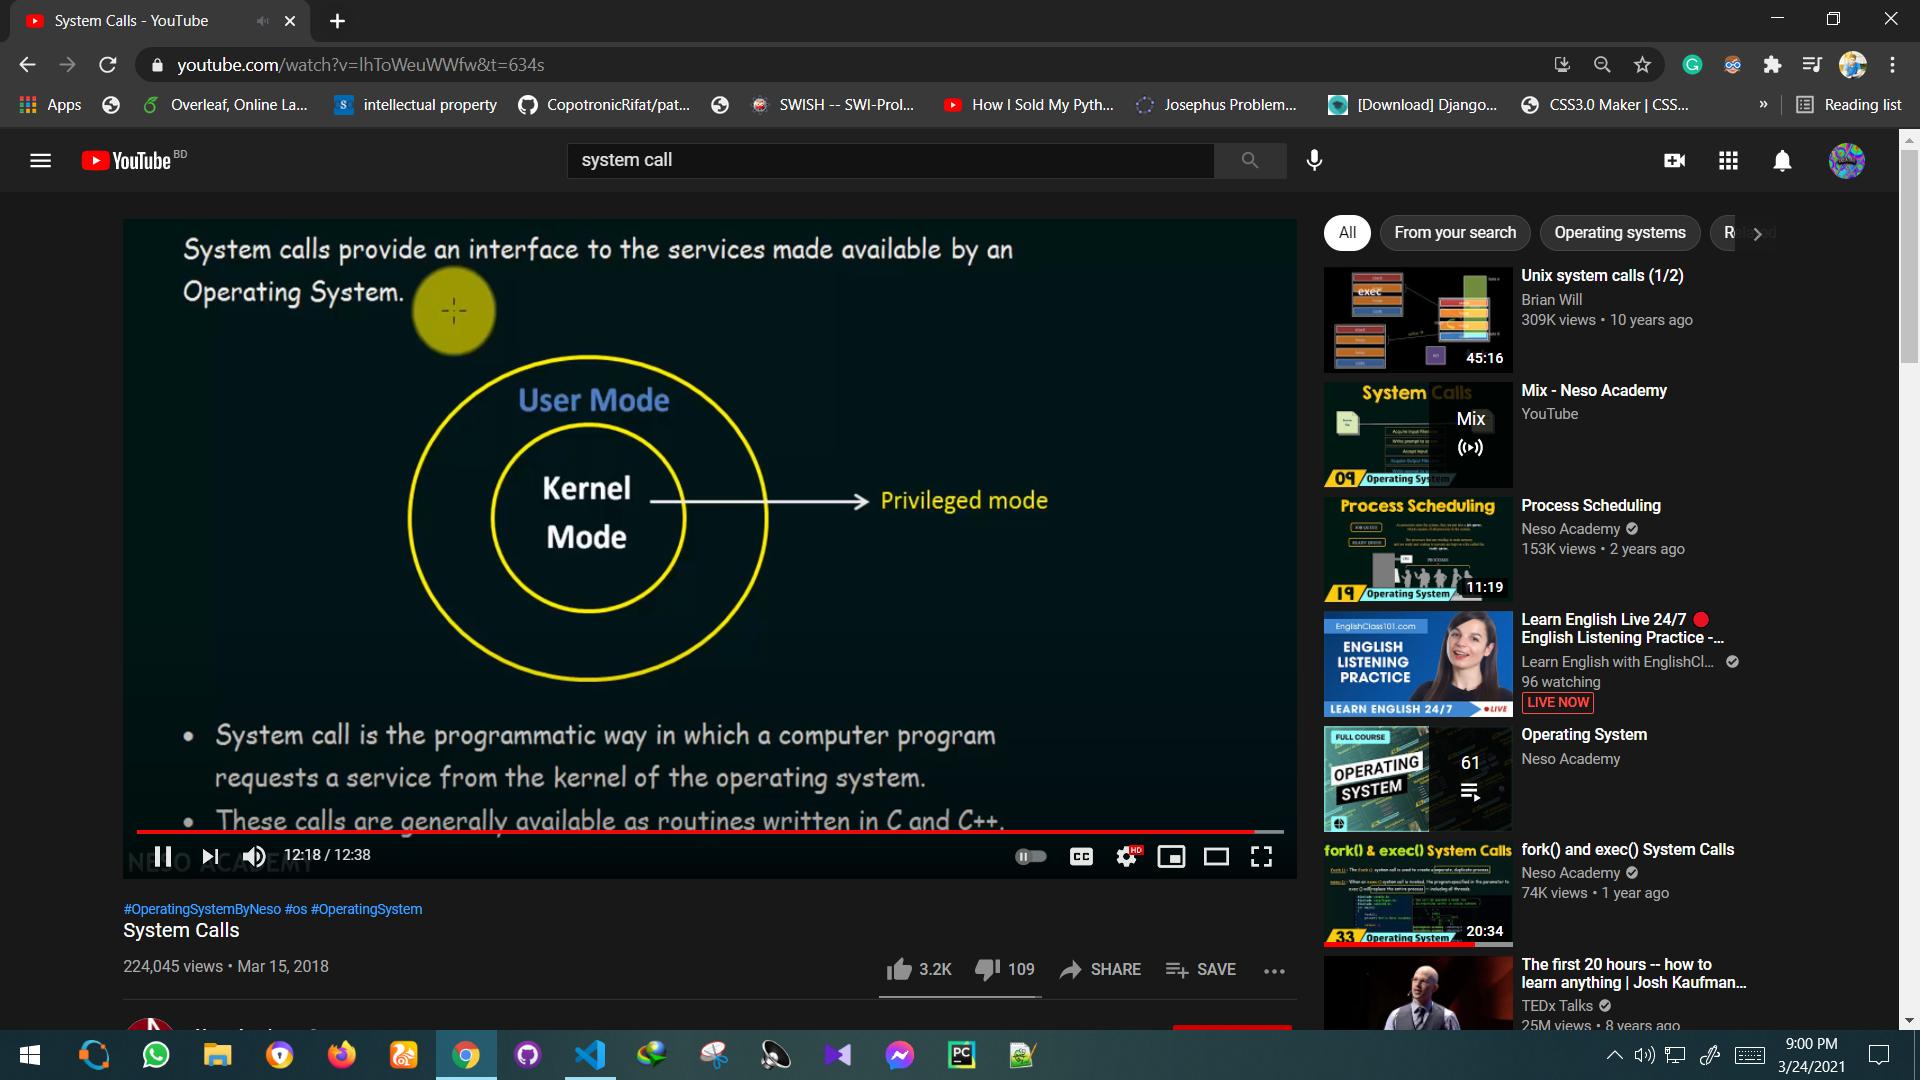 System Calls - YouTube
youtube.com/watch?v=lhToWeuWWfw&t=634s
Apps
Overleaf, Online La...
intellectual property
CopotronicRifat/pat...
SWISH -- SWI-Prol...
How I Sold My Pyth...
Josephus Problem...
[Download] Django...
CSS3.0 Maker | CSS...
»
Reading list
YouTube BD
system call
System calls provide an interface to the services made available by an
Operating System.
User Mode
Kernel
Mode
Privileged mode
• System call is the programmatic way in which a computer program
requests a service from the kernel of the operating system.
• These calls are generally available as routines written in C and C++.
NESO ACADEMY
12:18 / 12:38
CC
HD
#OperatingSystemByNeso #os #OperatingSystem
System Calls
224,045 views • Mar 15, 2018
3.2K
109
SHARE
SAVE
All
From your search
Operating systems
Related
exec
45:16
Unix system calls (1/2)
Brian Will
309K views • 10 years ago
System Calls
Mix
09 Operating System
Mix - Neso Academy
YouTube
Process Scheduling
19 Operating System
11:19
Process Scheduling
Neso Academy
153K views • 2 years ago
EnglishClass101.com
ENGLISH
LISTENING
PRACTICE
LEARN ENGLISH 24/7
LIVE
Learn English Live 24/7
English Listening Practice -...
Learn English with EnglishCl...
96 watching
LIVE NOW
FULL COURSE
OPERATING
SYSTEM
61
Operating System
Neso Academy
fork() & exec() System Calls
33 Operating System
20:34
fork() and exec() System Calls
Neso Academy
74K views • 1 year ago
The first 20 hours -- how to
learn anything | Josh Kaufman...
TEDx Talks
25M views • 8 years ago
PC
9:00 PM
3/24/2021